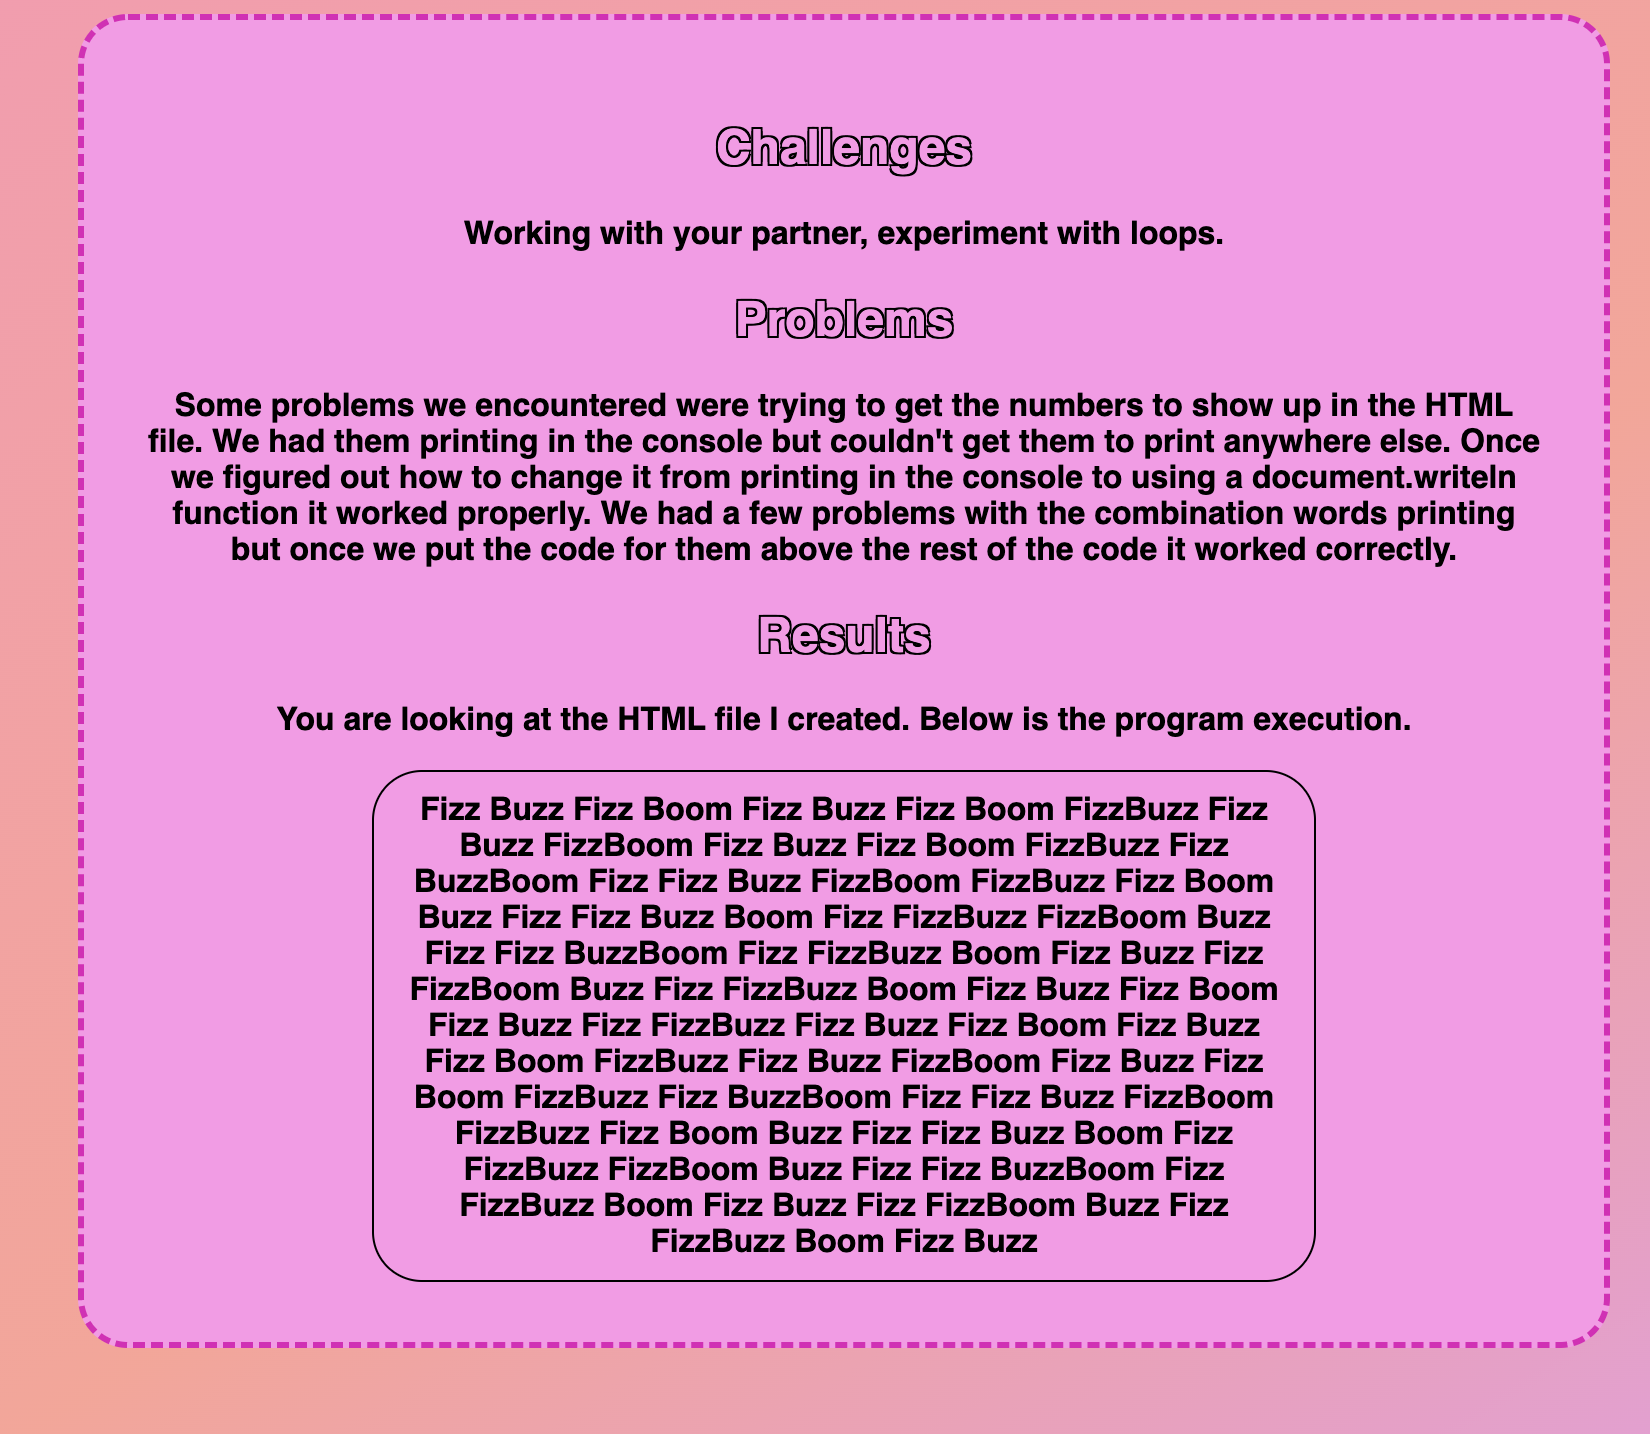 Challenges
Working with your partner, experiment with loops.
Problems
Some problems we encountered were trying to get the numbers to show up in the HTML
file. We had them printing in the console but couldn't get them to print anywhere else. Once
we figured out how to change it from printing in the console to using a document.writeln
function it worked properly. We had a few problems with the combination words printing
but once we put the code for them above the rest of the code it worked correctly.
Results
You are looking at the HTML file I created. Below is the program execution.
Fizz Buzz Fizz Boom Fizz Buzz Fizz Boom FizzBuzz Fizz
Buzz FizzBoom Fizz Buzz Fizz Boom FizzBuzz Fizz
BuzzBoom Fizz Fizz Buzz FizzBoom FizzBuzz Fizz Boom
Buzz Fizz Fizz Buzz Boom Fizz FizzBuzz FizzBoom Buzz
Fizz Fizz BuzzBoom Fizz FizzBuzz Boom Fizz Buzz Fizz
FizzBoom Buzz Fizz FizzBuzz Boom Fizz Buzz Fizz Boom
Fizz Buzz Fizz FizzBuzz Fizz Buzz Fizz Boom Fizz Buzz
Fizz Boom FizzBuzz Fizz Buzz FizzBoom Fizz Buzz Fizz
Boom FizzBuzz Fizz BuzzBoom Fizz Fizz Buzz FizzBoom
FizzBuzz Fizz Boom Buzz Fizz Fizz Buzz Boom Fizz
FizzBuzz FizzBoom Buzz Fizz Fizz BuzzBoom Fizz
FizzBuzz Boom Fizz Buzz Fizz FizzBoom Buzz Fizz
FizzBuzz Boom Fizz Buzz